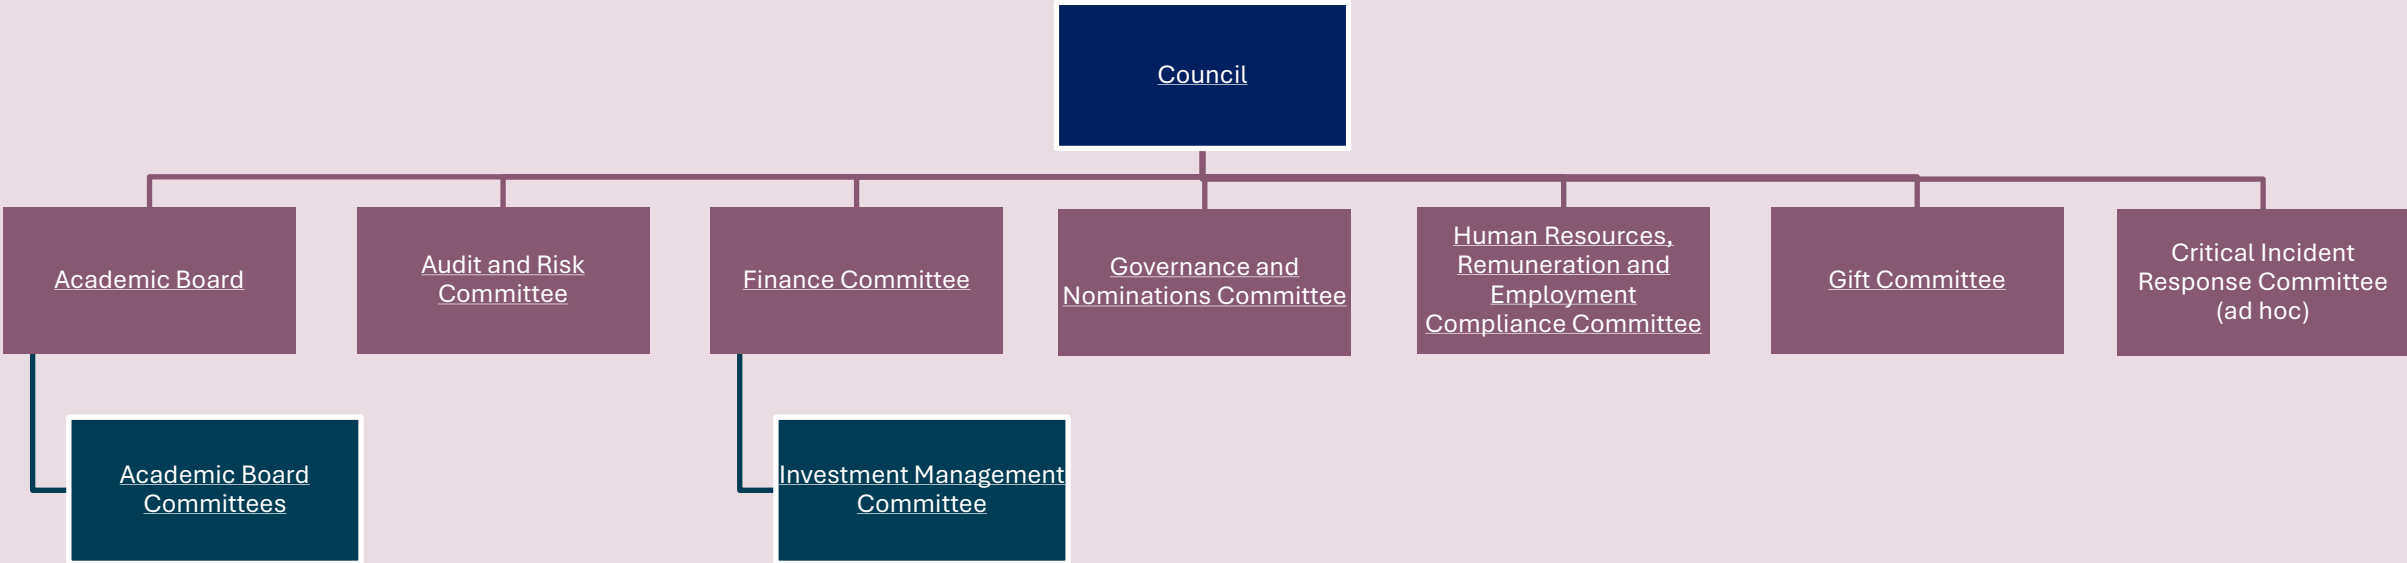 Council
Academic Board
Audit and Risk
Committee
Finance Committee
Governance and
Nominations Committee
Human Resources,
Remuneration and
Employment
Compliance Committee
Gift Committee
Critical Incident
Response Committee
(ad hoc)
Academic Board
Committees
Investment Management
Committee